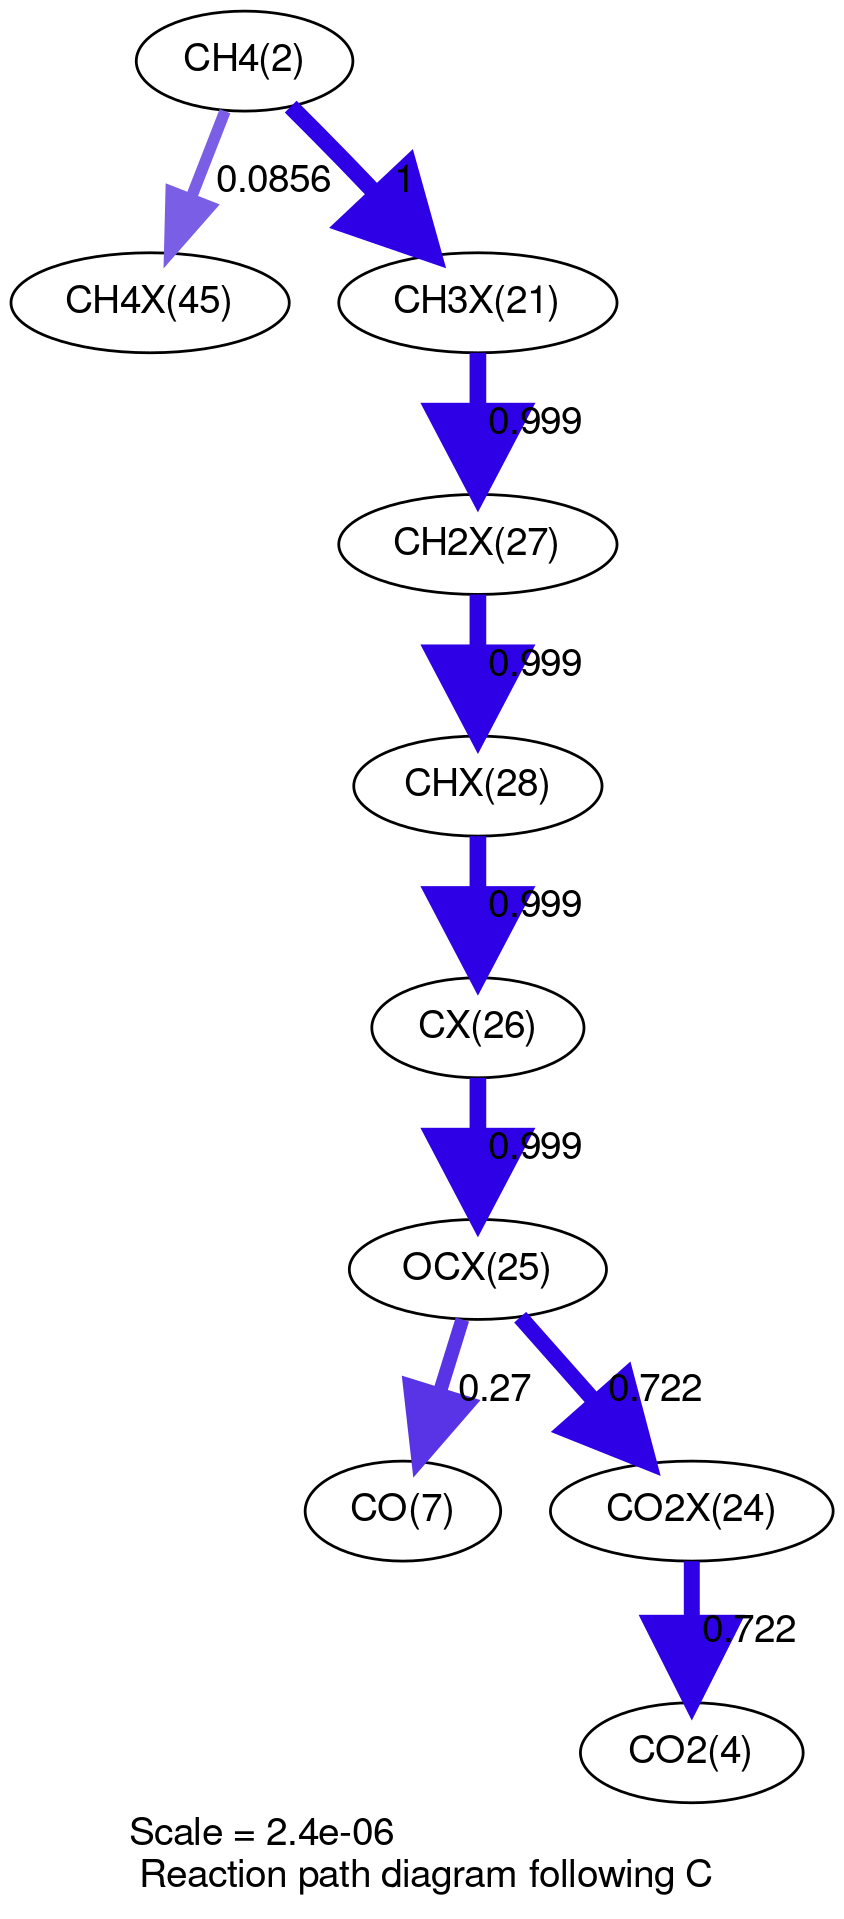 CH4(2)
0.0856
1
CH4X(45)
CH3X(21)
0.999
CH2X(27)
0.999
CHX(28)
0.999
CX(26)
0.999
OCX(25)
0.27
0.722
CO(7)
CO2X(24)
0.722
CO2(4)
Scale = 2.4e-06
Reaction path diagram following C